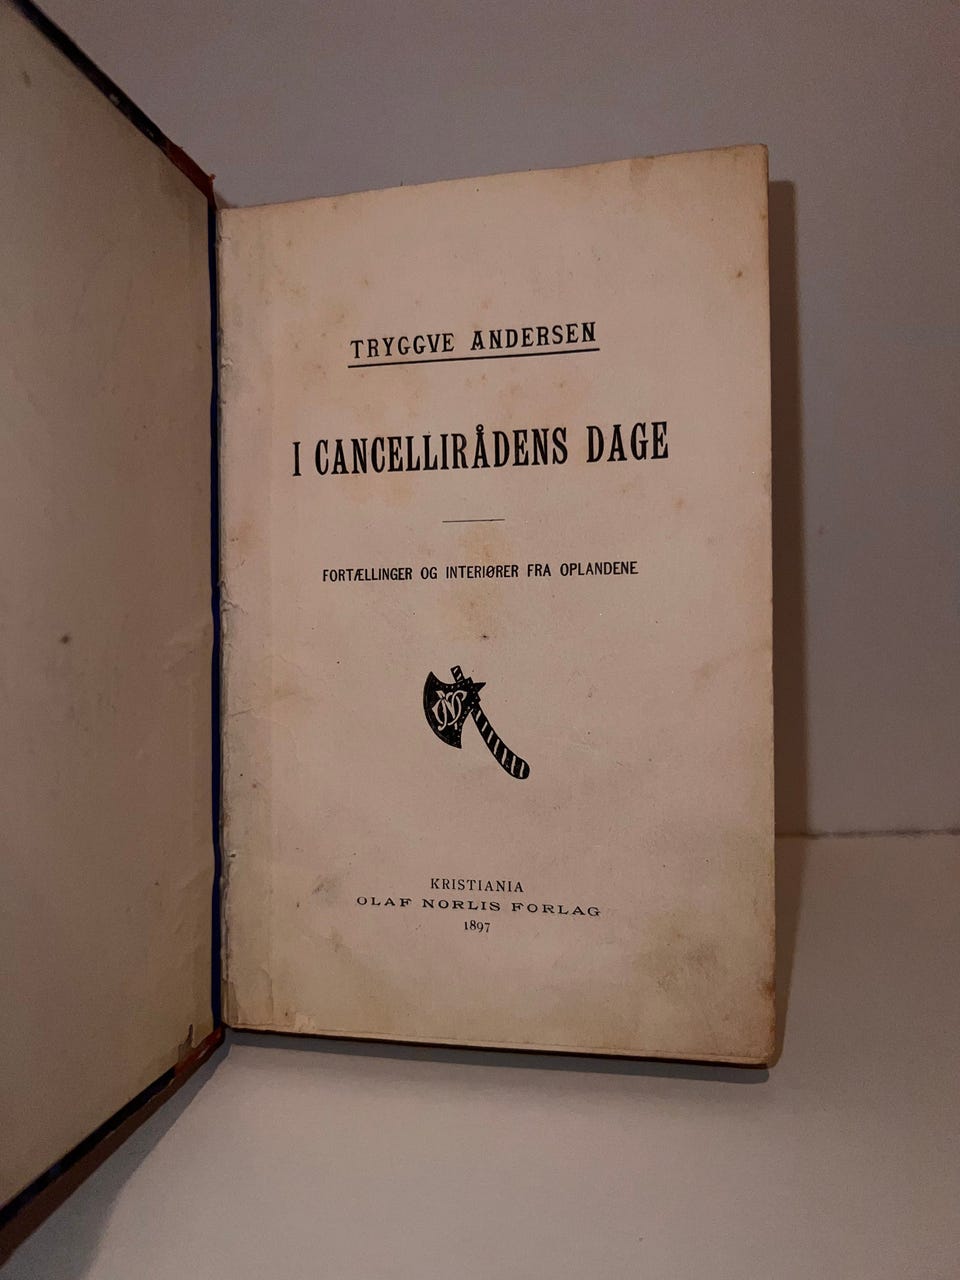 TRYGGVE ANDERSEN
I CANCELLIRÅDENS DAGE
FORTÆLLINGER OG INTERIØRER FRA OPLANDENE
KRISTIANIA
OLAF NORLIS FORLAG
1897